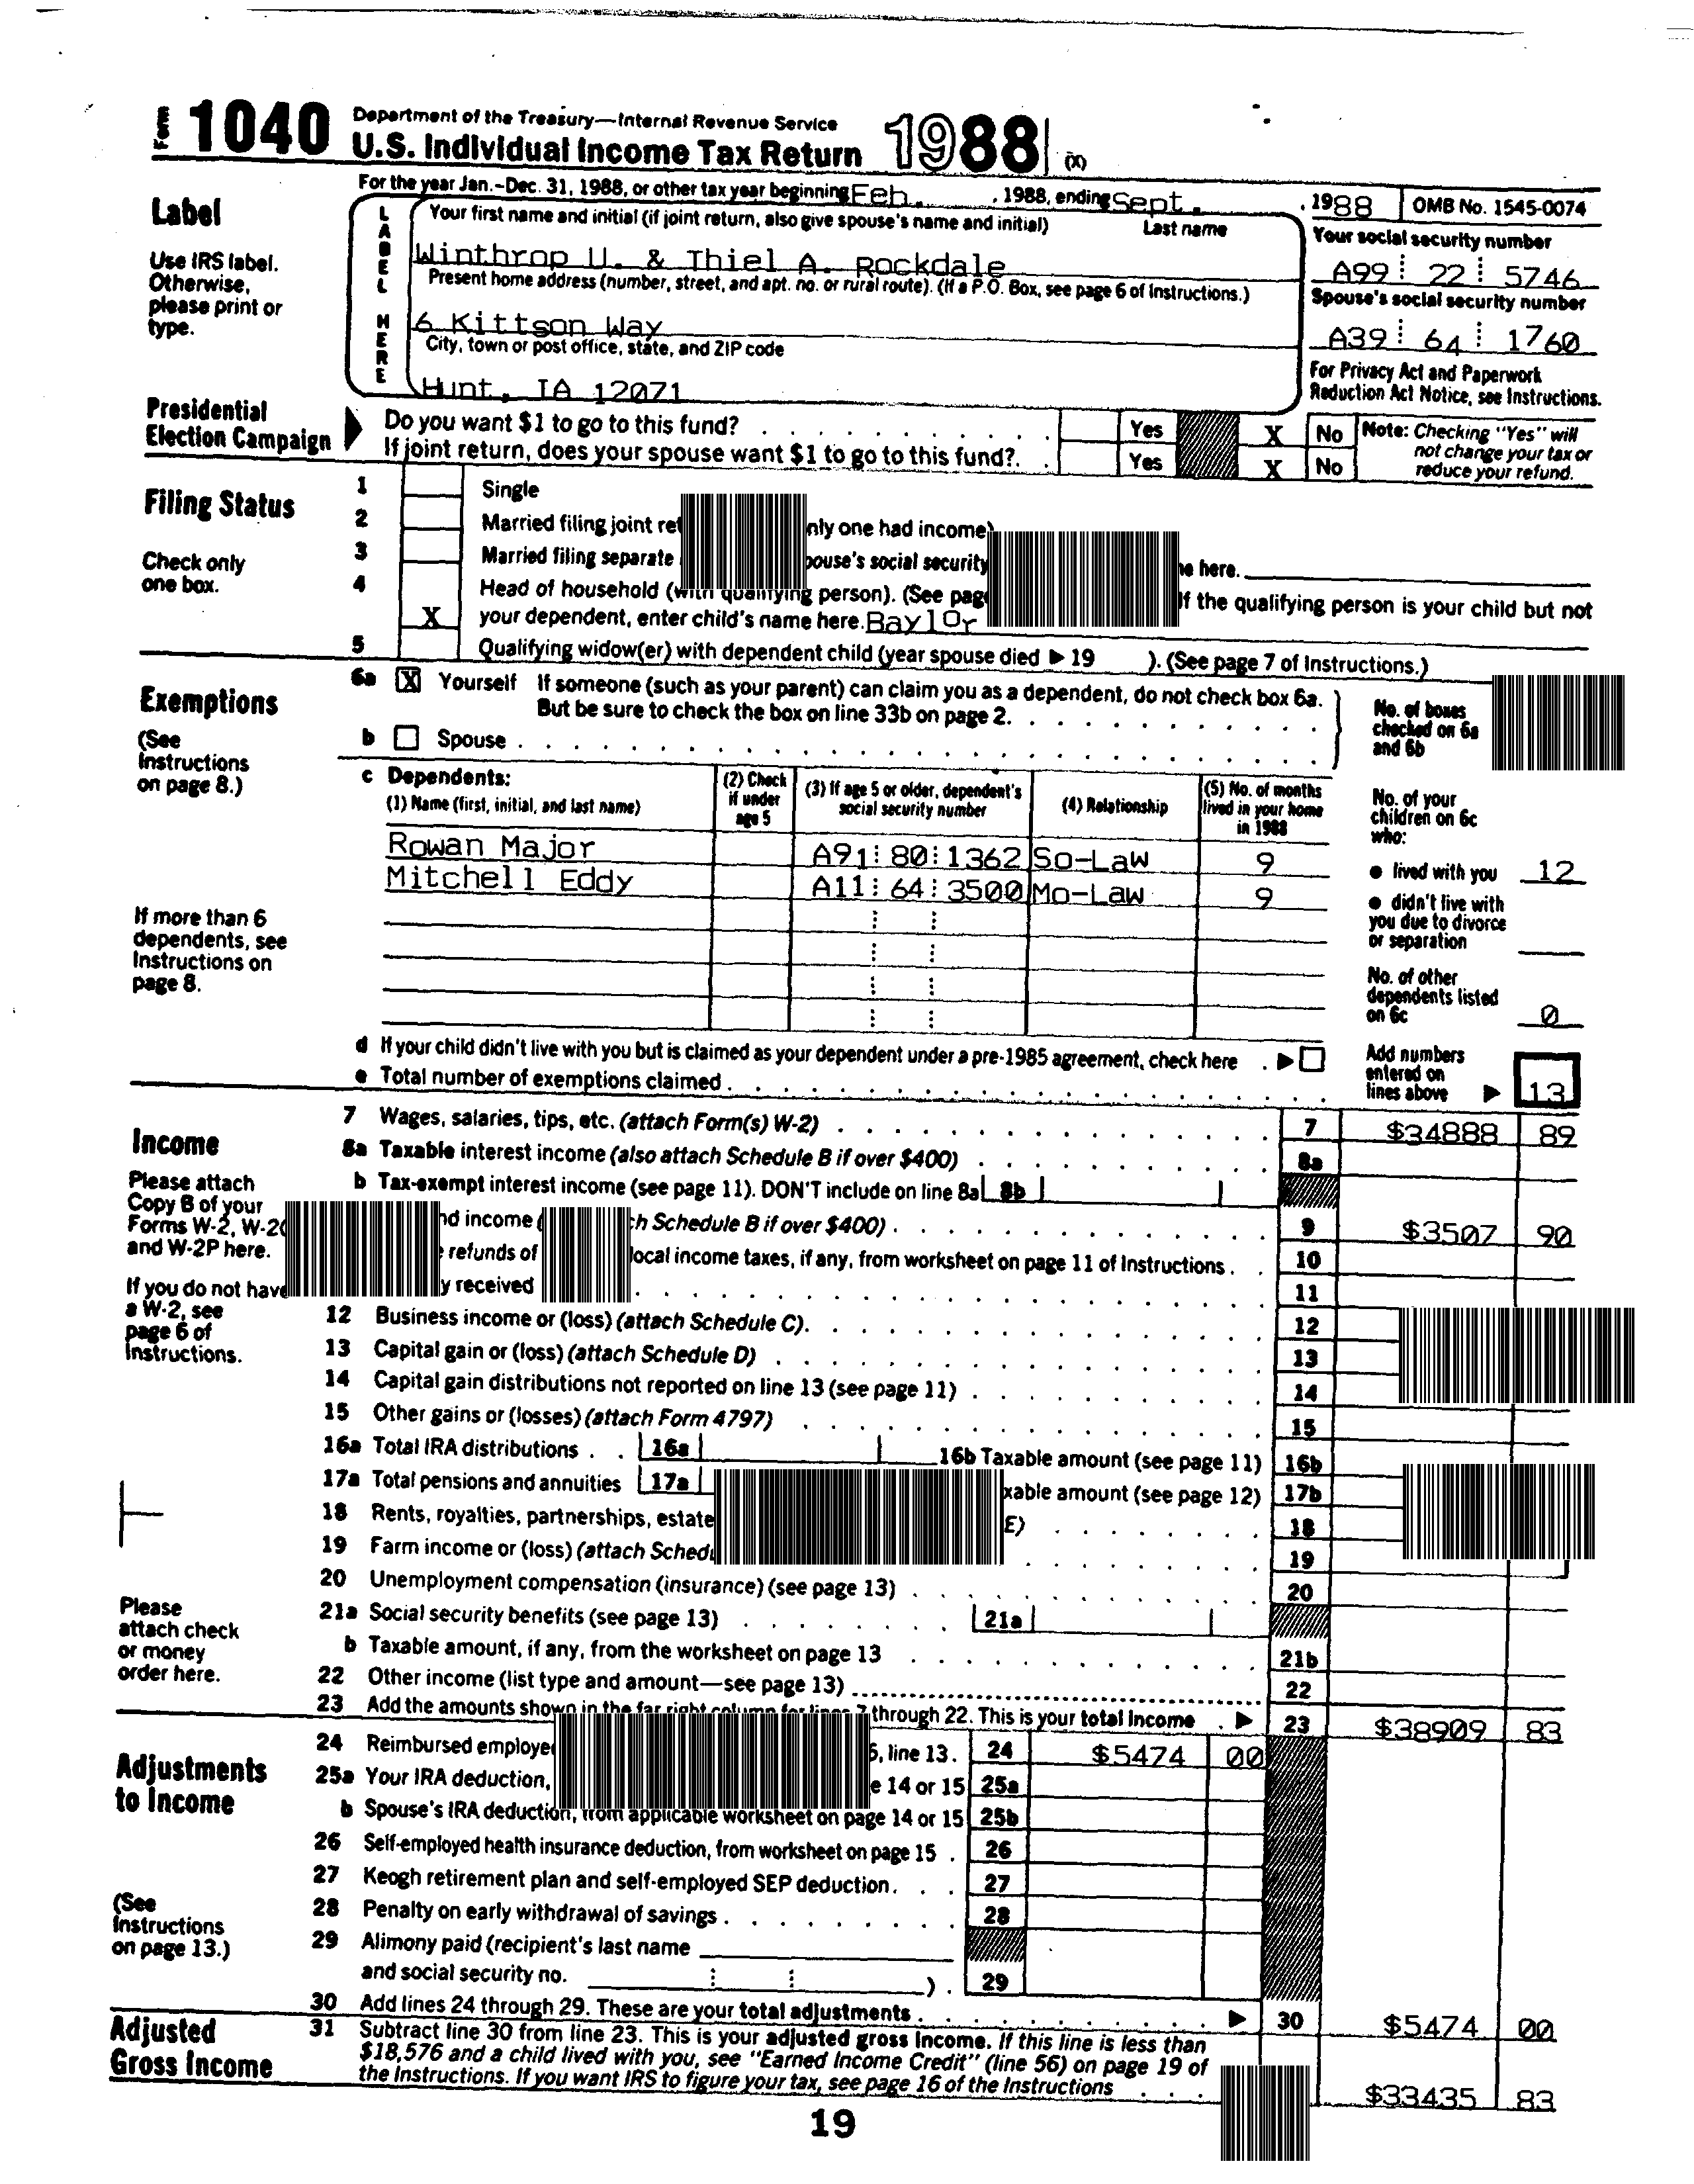 Form 1040 Department of the Treasury—Internal Revenue Service
U.S. Individual Income Tax Return 1988 (X)
For the year Jan.-Dec. 31, 1988, or other tax year beginning Feb. , 1988, ending Sept. , 1988 OMB No. 1545-0074
Label
Use IRS label. Otherwise, please print or type.
LABEL HERE
Your first name and initial (if joint return, also give spouse's name and initial) Last name
Winthrop U. & Thiel A. Rockdale
Your social security number
A99 22 5746
Present home address (number, street, and apt. no. or rural route). (If a P.O. Box, see page 6 of Instructions.)
6 Kittson Way
Spouse's social security number
A39 64 1760
City, town or post office, state, and ZIP code
Hunt, IA 12071
For Privacy Act and Paperwork
Reduction Act Notice, see Instructions.
Presidential
Election Campaign
Do you want $1 to go to this fund? Yes X No
If joint return, does your spouse want $1 to go to this fund?. Yes X No
Note: Checking "Yes" will
not change your tax or
reduce your refund.
Filing Status
Check only
one box.
1 Single
2 Married filing joint nly one had income)
3 Married filing separate pouse's social security here.
4 Head of household (with qualifying person). (See If the qualifying person is your child but not
X your dependent, enter child's name here. Baylor
5 Qualifying widow(er) with dependent child (year spouse died ▶ 19 ). (See page 7 of Instructions.)
Exemptions
(See
Instructions
on page 8.)
6a X Yourself If someone (such as your parent) can claim you as a dependent, do not check box 6a.
But be sure to check the box on line 33b on page 2.
b Spouse
No. of boxes
checked on 6a
and 6b
c Dependents:
(1) Name (first, initial, and last name)
(2) Check
if under
age 5
(3) If age 5 or older, dependent's
social security number
(4) Relationship
(5) No. of months
lived in your home
in 1988
Rowan Major A91 80 1362 So-Law 9
Mitchell Eddy A11 64 3500 Mo-Law 9
No. of your
children on 6c
who:
● lived with you 12
● didn't live with
you due to divorce
or separation
No. of other
dependents listed
on 6c 0
If more than 6
dependents, see
Instructions on
page 8.
d If your child didn't live with you but is claimed as your dependent under a pre-1985 agreement, check here ▶
e Total number of exemptions claimed
Add numbers
entered on
lines above ▶ 13
Income
Please attach
Copy B of your
Forms W-2,
and W-2P here.
If you do not have
a W-2, see
page 6 of
Instructions.
7 Wages, salaries, tips, etc. (attach Form(s) W-2) 7 $34888 89
8a Taxable interest income (also attach Schedule B if over $400) 8a
b Tax-exempt interest income (see page 11). DON'T include on line 8a 8b
nd income Schedule B if over $400) 9 $3507 90
refunds of local income taxes, if any, from worksheet on page 11 of Instructions. 10
received 11
12 Business income or (loss) (attach Schedule C). 12
13 Capital gain or (loss) (attach Schedule D) 13
14 Capital gain distributions not reported on line 13 (see page 11) 14
15 Other gains or (losses) (attach Form 4797) 15
16a Total IRA distributions 16a 16b Taxable amount (see page 11) 16b
17a Total pensions and annuities 17a xable amount (see page 12) 17b
18 Rents, royalties, partnerships, estate E) 18
19 Farm income or (loss) (attach 19
20 Unemployment compensation (insurance) (see page 13) 20
21a Social security benefits (see page 13) 21a
b Taxable amount, if any, from the worksheet on page 13 21b
22 Other income (list type and amount—see page 13) 22
23 Add the amounts shown in the far right column for lines 7 through 22. This is your total income ▶ 23 $38909 83
Please
attach check
or money
order here.
Adjustments
to Income
(See
Instructions
on page 13.)
24 Reimbursed line 13. 24 $5474 00
25a Your IRA deduction, 14 or 15 25a
b Spouse's IRA deduction, from applicable worksheet on page 14 or 15 25b
26 Self-employed health insurance deduction, from worksheet on page 15 26
27 Keogh retirement plan and self-employed SEP deduction. 27
28 Penalty on early withdrawal of savings 28
29 Alimony paid (recipient's last name
and social security no. ) 29
30 Add lines 24 through 29. These are your total adjustments ▶ 30 $5474 00
Adjusted
Gross Income
31 Subtract line 30 from line 23. This is your adjusted gross income. If this line is less than
$18,576 and a child lived with you, see "Earned Income Credit" (line 56) on page 19 of
the Instructions. If you want IRS to figure your tax, see page 16 of the Instructions $33435 83
19